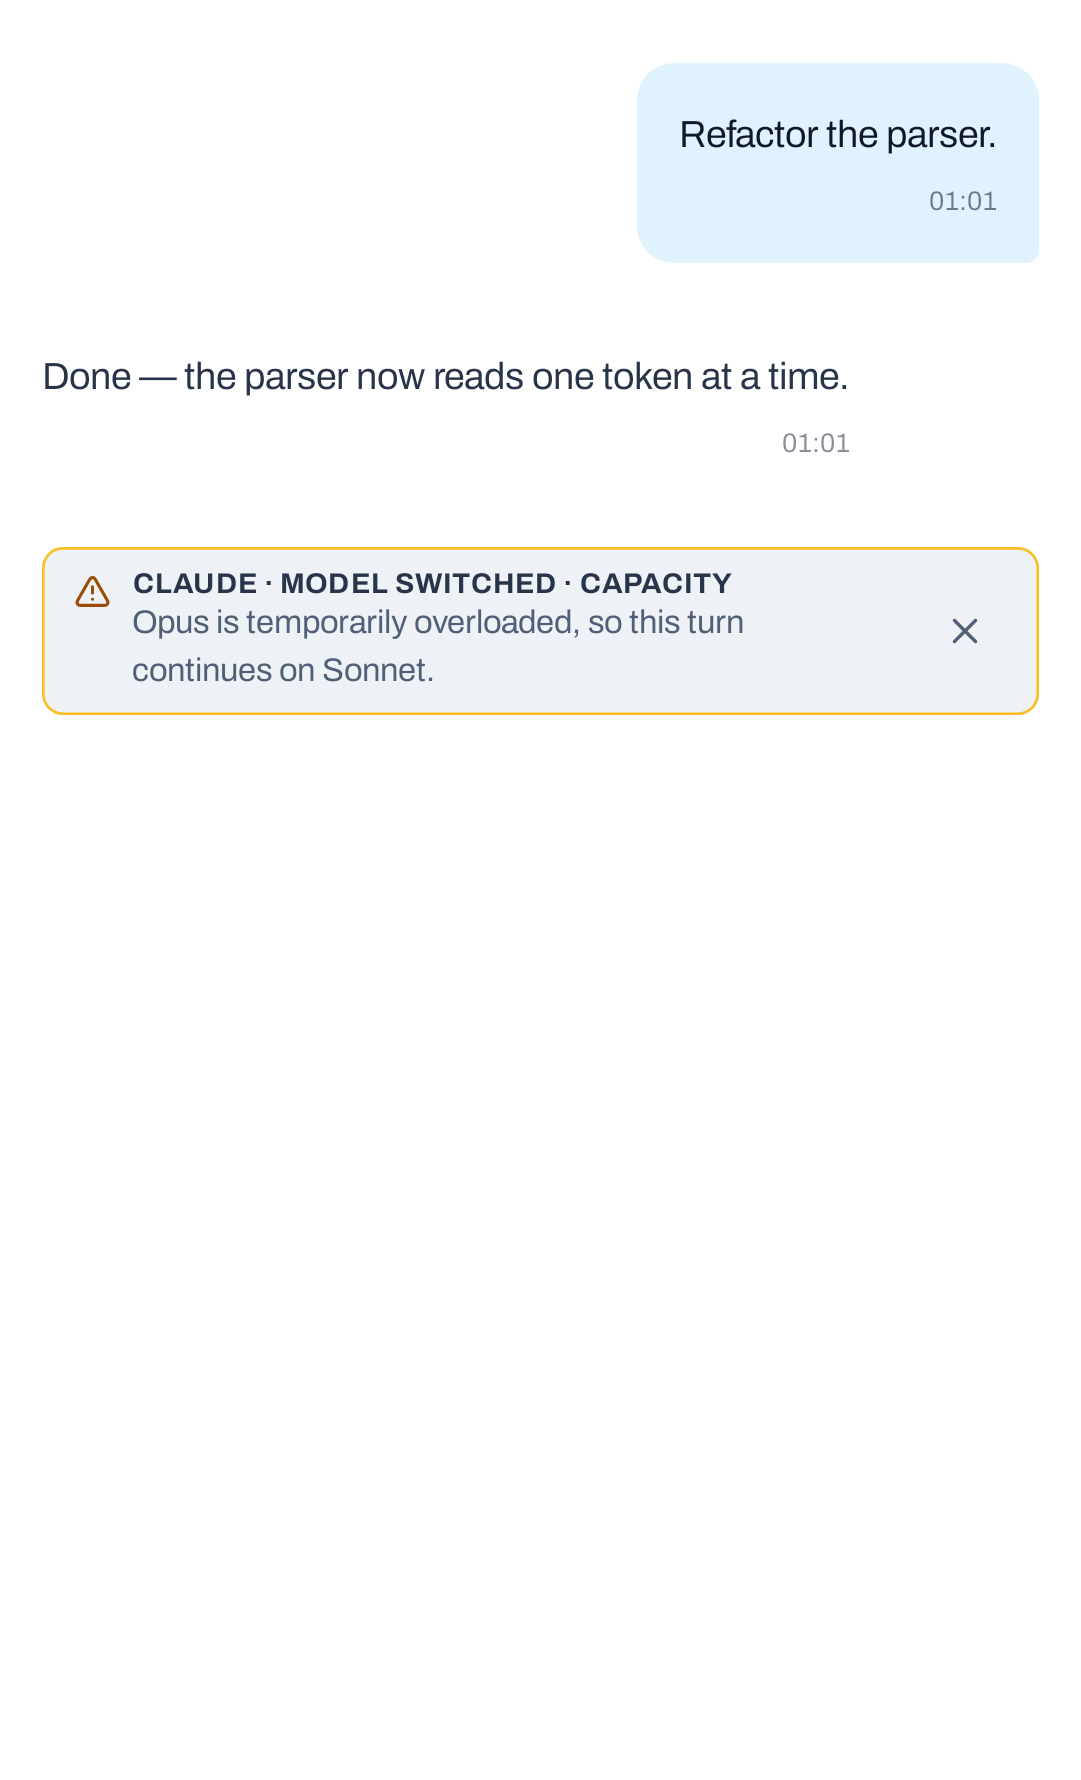 Refactor the parser.
01:01
Done — the parser now reads one token at a time.
01:01
CLAUDE · MODEL SWITCHED · CAPACITY
Opus is temporarily overloaded, so this turn
continues on Sonnet.